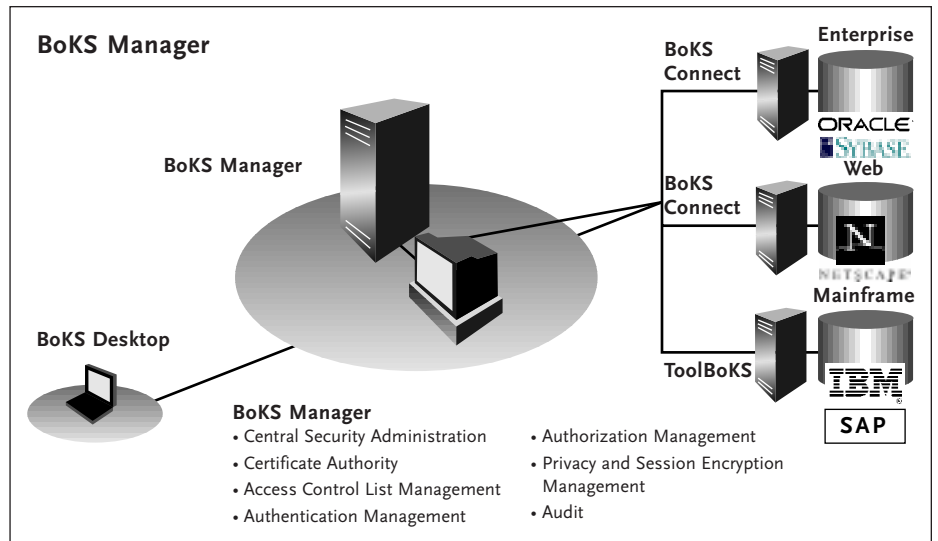 BoKS Manager
BoKS Manager
BoKS Desktop
BoKS
Connect
Enterprise
ORACLE
SYBASE
BoKS
Connect
Web
N
NETSCAPE
ToolBoKS
Mainframe
IBM
SAP
BoKS Manager
• Central Security Administration
• Certificate Authority
• Access Control List Management
• Authentication Management
• Authorization Management
• Privacy and Session Encryption
Management
• Audit